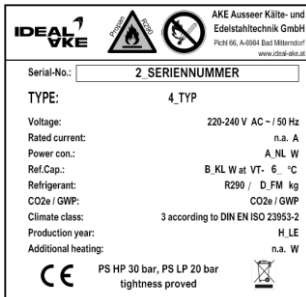 IDEAL AKE
Propan
R290
AKE Ausseer Kälte- und
Edelstahltechnik GmbH
Pichl 66, A-8984 Bad Mitterndorf
www.ideal-ake.at
Serial-No.: 2_SERIENNUMMER
TYPE: 4_TYP
Voltage: 220-240 V AC ~ / 50 Hz
Rated current: n.a. A
Power con.: A_NL W
Ref.Cap.: B_KL W at VT- 6_ °C
Refrigerant: R290 / D_FM kg
CO2e / GWP: CO2e / GWP
Climate class: 3 according to DIN EN ISO 23953-2
Production year: H_LE
Additional heating: n.a. W
CE
PS HP 30 bar, PS LP 20 bar
tightness proved